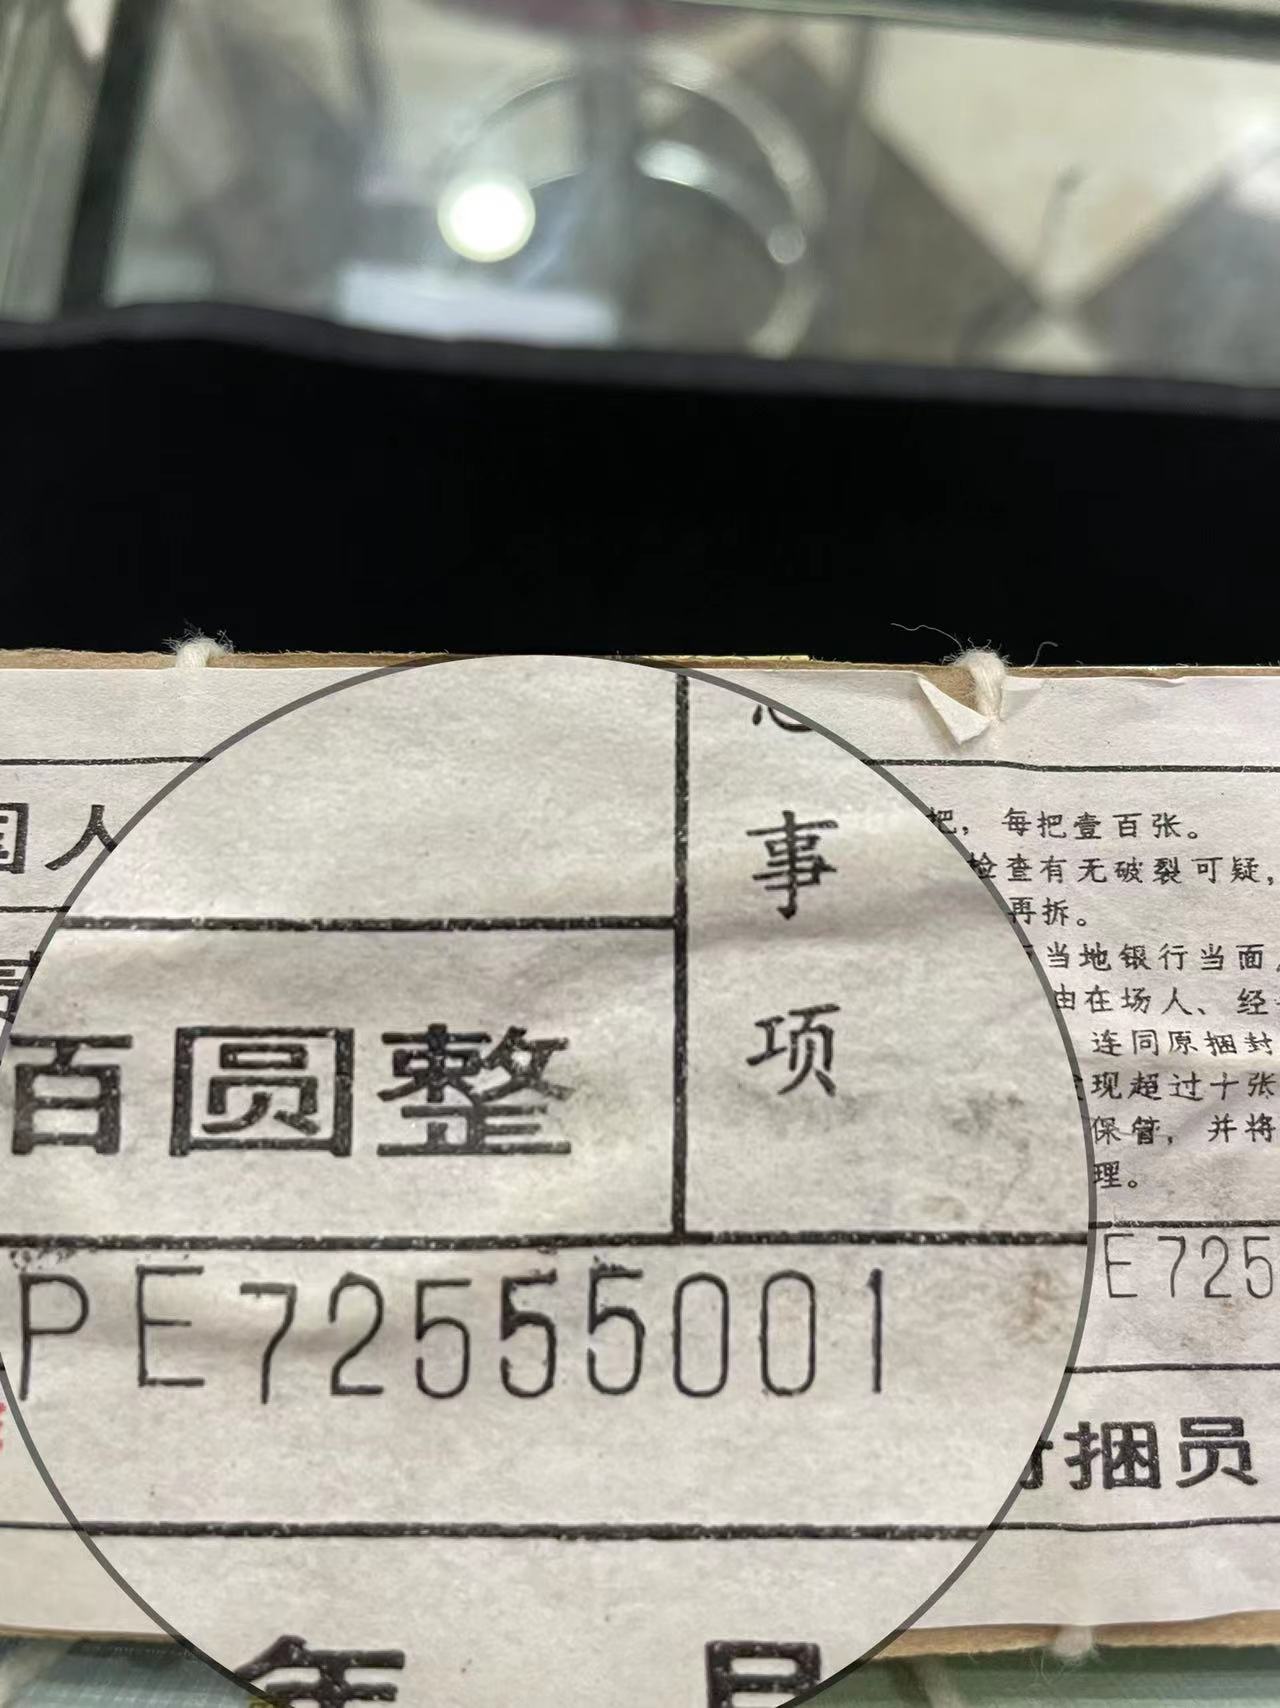 国人
事
项
百圆整
把，每把壹百张。
检查有无破裂可疑，
再拆。
当地银行当面
由在场人、经
连同原捆封
现超过十张
保管，并将
理。
PE72555001
E725
捆员
年 月